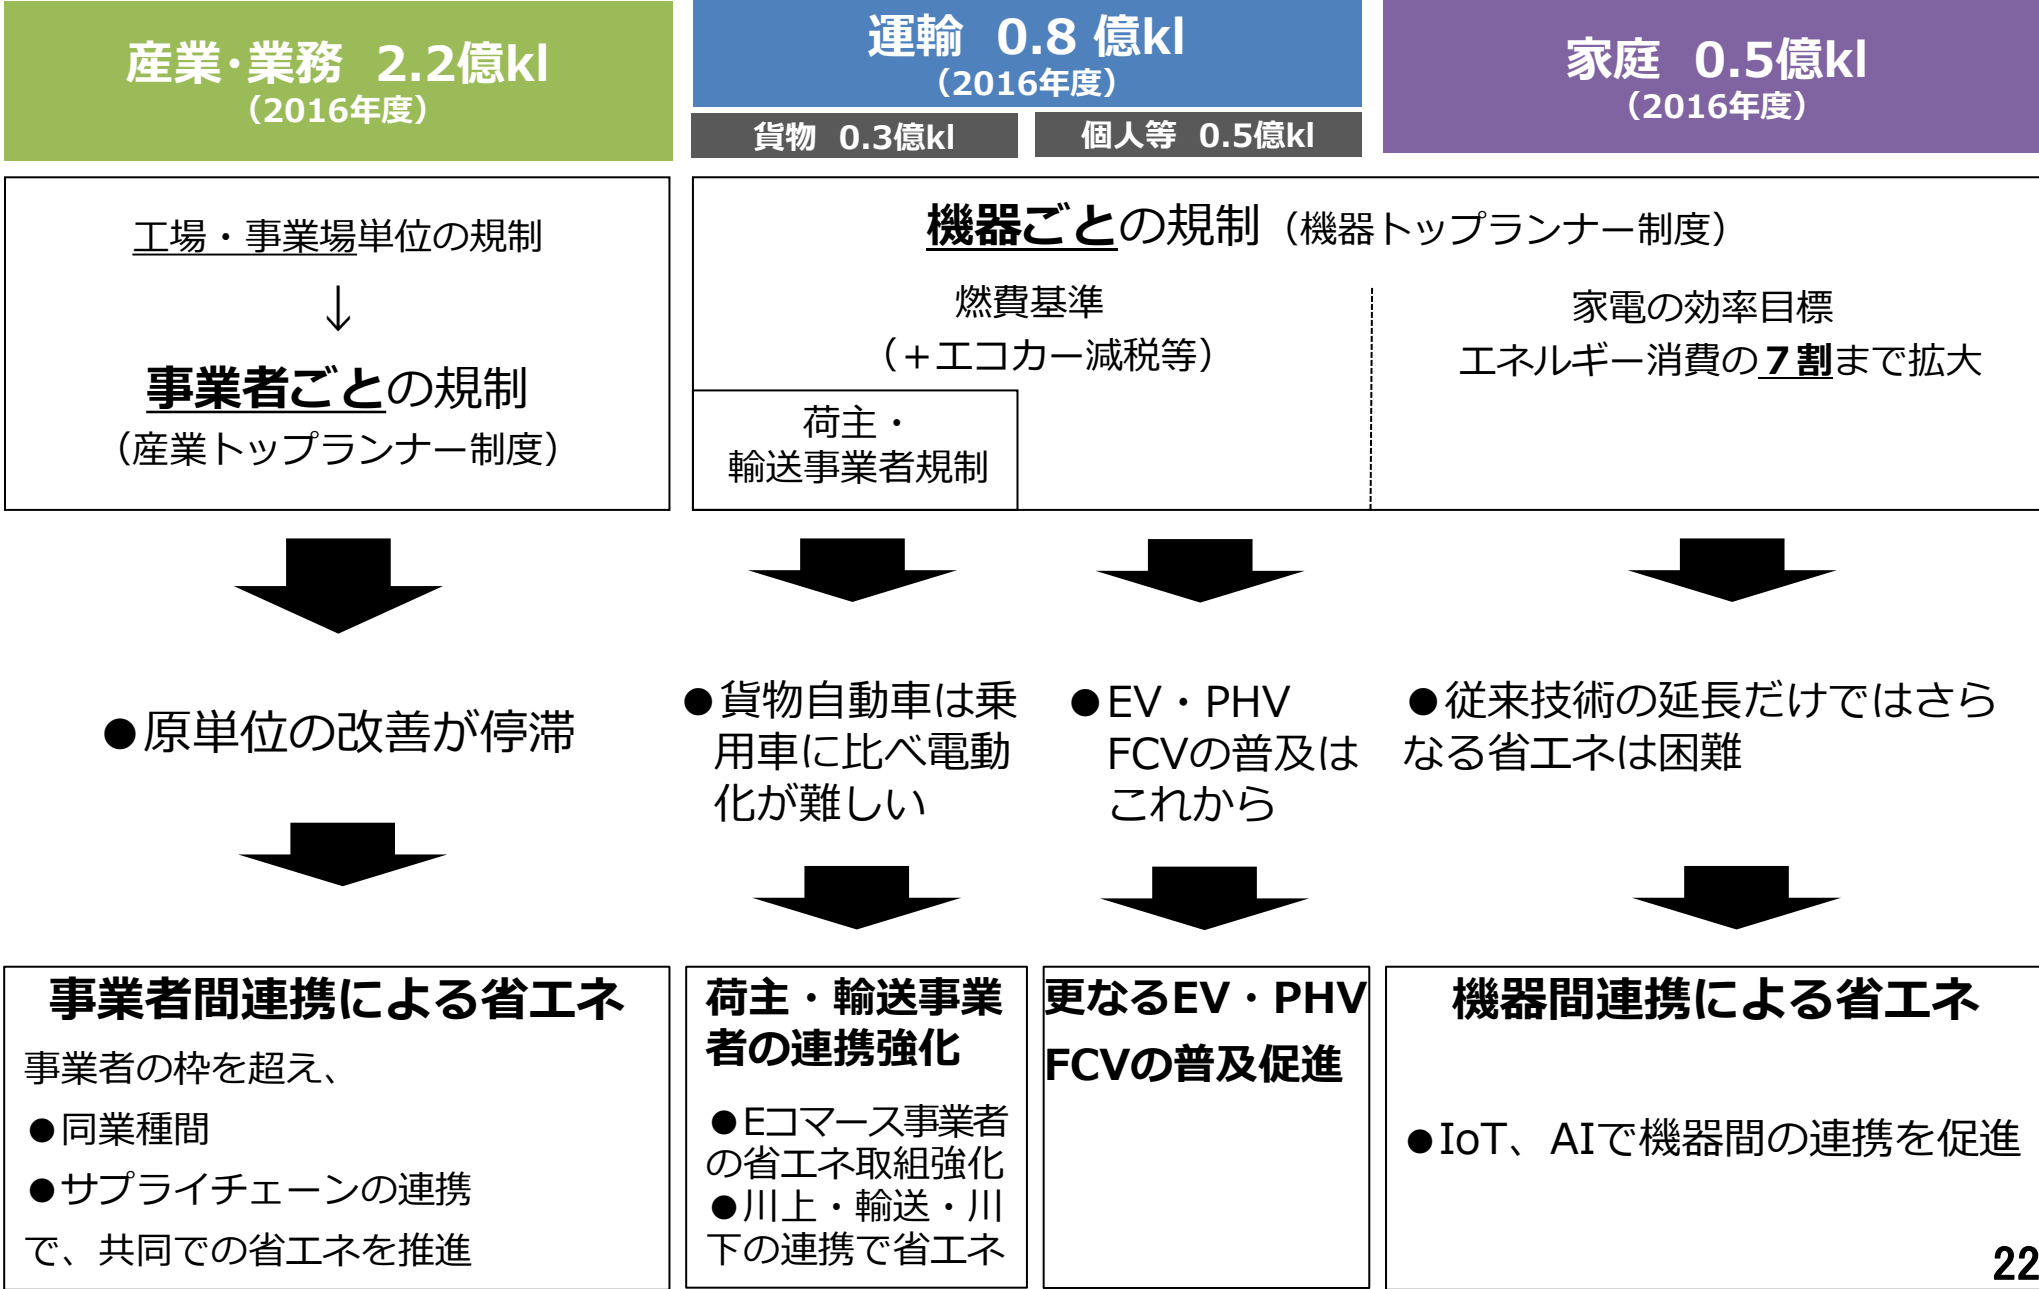 産業・業務 2.2億kl
（2016年度）
運輸 0.8 億kl
（2016年度）
貨物 0.3億kl
個人等 0.5億kl
家庭 0.5億kl
（2016年度）
工場・事業場単位の規制
↓
事業者ごとの規制
（産業トップランナー制度）
機器ごとの規制（機器トップランナー制度）
燃費基準
（＋エコカー減税等）
荷主・
輸送事業者規制
家電の効率目標
エネルギー消費の７割まで拡大
●原単位の改善が停滞
●貨物自動車は乗
用車に比べ電動
化が難しい
●EV・PHV
FCVの普及は
これから
●従来技術の延長だけではさら
なる省エネは困難
事業者間連携による省エネ
事業者の枠を超え、
●同業種間
●サプライチェーンの連携
で、共同での省エネを推進
荷主・輸送事業
者の連携強化
●Eコマース事業者
の省エネ取組強化
●川上・輸送・川
下の連携で省エネ
更なるEV・PHV
FCVの普及促進
機器間連携による省エネ
●IoT、AIで機器間の連携を促進
22